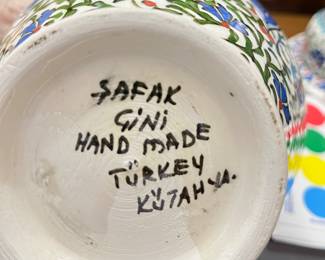 ŞAFAK
ÇİNİ
HAND MADE
TÜRKEY
KÜTAHYA.